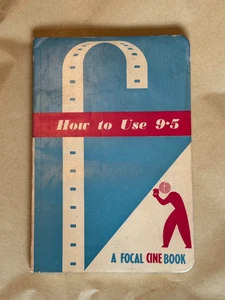 How to Use 9·5
A FOCAL CINE BOOK